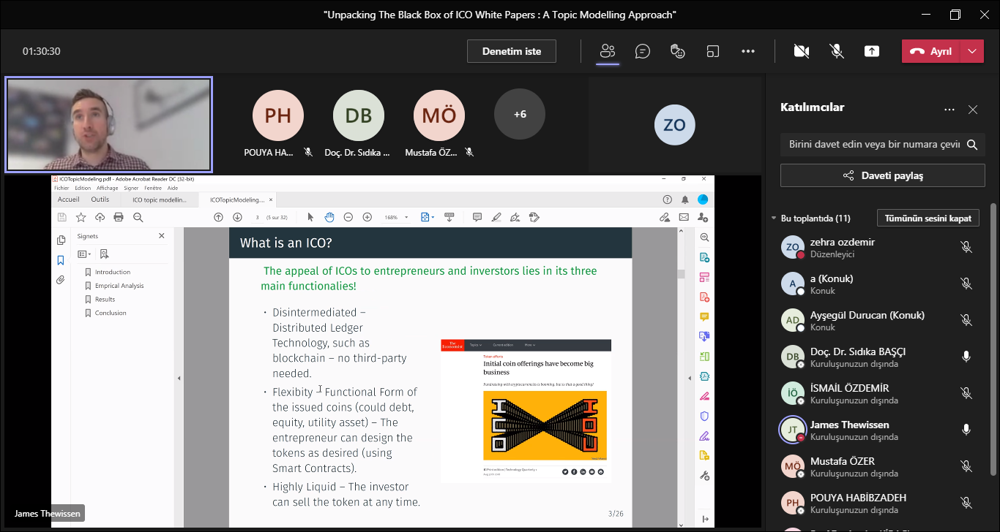 "Unpacking The Black Box of ICO White Papers : A Topic Modelling Approach"
01:30:30
Denetim iste
Ayrıl
PH
DB
MÖ
+6
ZO
POUYA HA...
Doç. Dr. Sıdıka ...
Mustafa ÖZ...
ICOTopicModeling.pdf - Adobe Acrobat Reader DC (32-bit)
Fichier Edition Affichage Signer Fenêtre Aide
Accueil Outils ICO topic modellin... ICOTopicModeling.... ×
3 (5 sur 32) 168%
Signets
Introduction
Emprical Analysis
Results
Conclusion
What is an ICO?
The appeal of ICOs to entrepreneurs and inverstors lies in its three
main functionalies!
• Disintermediated –
Distributed Ledger
Technology, such as
blockchain – no third-party
needed.
• Flexibity – Functional Form of
the issued coins (could debt,
equity, utility asset) – The
entrepreneur can design the
tokens as desired (using
Smart Contracts).
• Highly Liquid – The investor
can sell the token at any time.
The
Economist
Topics
Current edition
More
Token efforts
Initial coin offerings have become big
business
Fundraising with cryptocurrencies is booming, but is that a good thing?
ICO
ICO
Print edition | Technology Quarterly
3/26
James Thewissen
Katılımcılar
Birini davet edin veya bir numara çevir
Daveti paylaş
Bu toplantıda (11)
Tümünün sesini kapat
ZO
zehra ozdemir
Düzenleyici
A
a (Konuk)
Konuk
AD
Ayşegül Durucan (Konuk)
Konuk
DB
Doç. Dr. Sıdıka BAŞÇI
Kuruluşunuzun dışında
İÖ
İSMAİL ÖZDEMİR
Kuruluşunuzun dışında
JT
James Thewissen
Kuruluşunuzun dışında
MÖ
Mustafa ÖZER
Kuruluşunuzun dışında
PH
POUYA HABIBZADEH
Kuruluşunuzun dışında